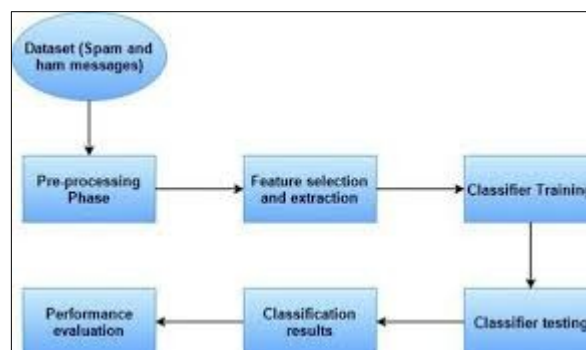 Dataset (Spam and
ham messages)
Pre-processing
Phase
Feature selection
and extraction
Classifier Training
Classifier testing
Classification
results
Performance
evaluation